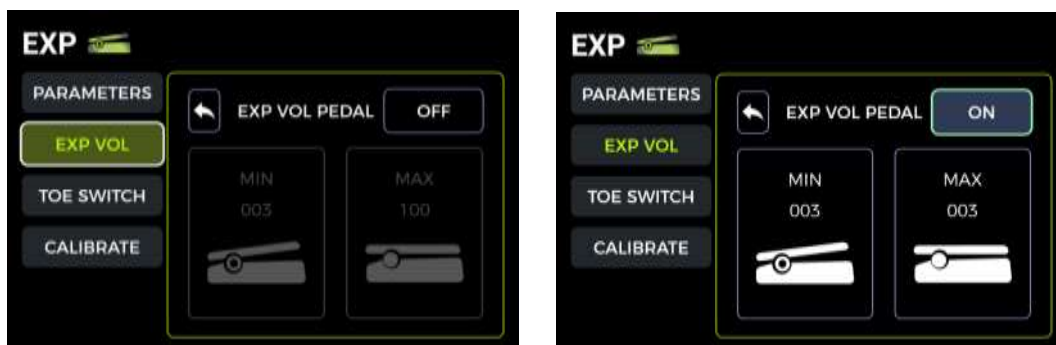 EXP
PARAMETERS
EXP VOL
TOE SWITCH
CALIBRATE
EXP VOL PEDAL OFF
MIN MAX
003 100
EXP
PARAMETERS
EXP VOL
TOE SWITCH
CALIBRATE
EXP VOL PEDAL ON
MIN MAX
003 003